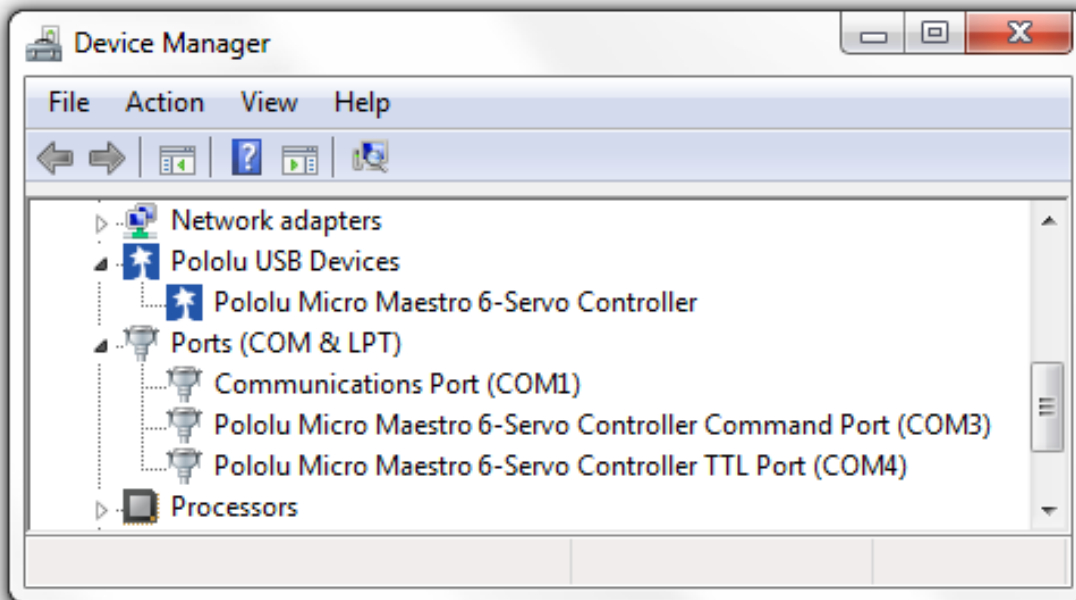 Device Manager
File Action View Help
Network adapters
Pololu USB Devices
Pololu Micro Maestro 6-Servo Controller
Ports (COM & LPT)
Communications Port (COM1)
Pololu Micro Maestro 6-Servo Controller Command Port (COM3)
Pololu Micro Maestro 6-Servo Controller TTL Port (COM4)
Processors